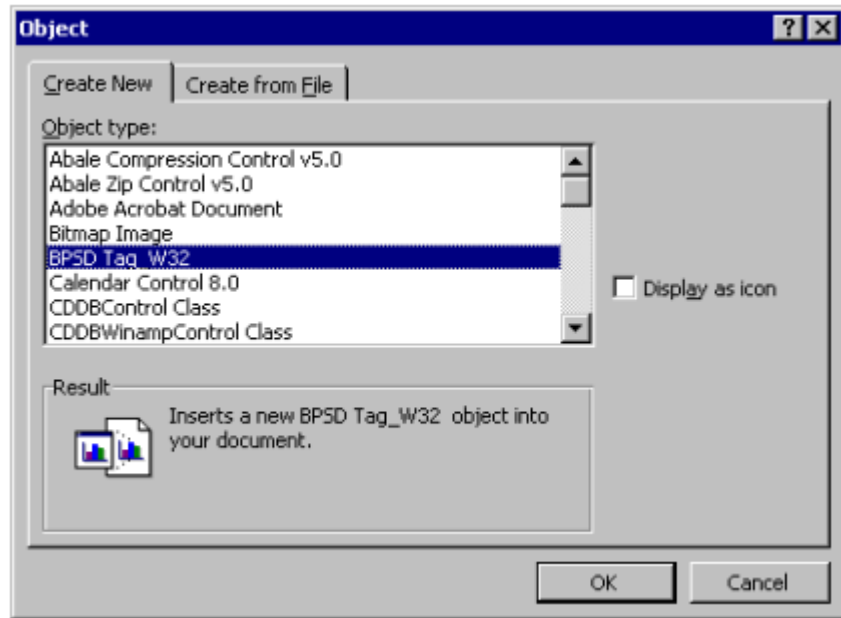 Object
Create New Create from File
Object type:
Abale Compression Control v5.0
Abale Zip Control v5.0
Adobe Acrobat Document
Bitmap Image
BPSD Tag_W32
Calendar Control 8.0
CDDBControl Class
CDDBWinampControl Class
Display as icon
Result
Inserts a new BPSD Tag_W32 object into
your document.
OK Cancel